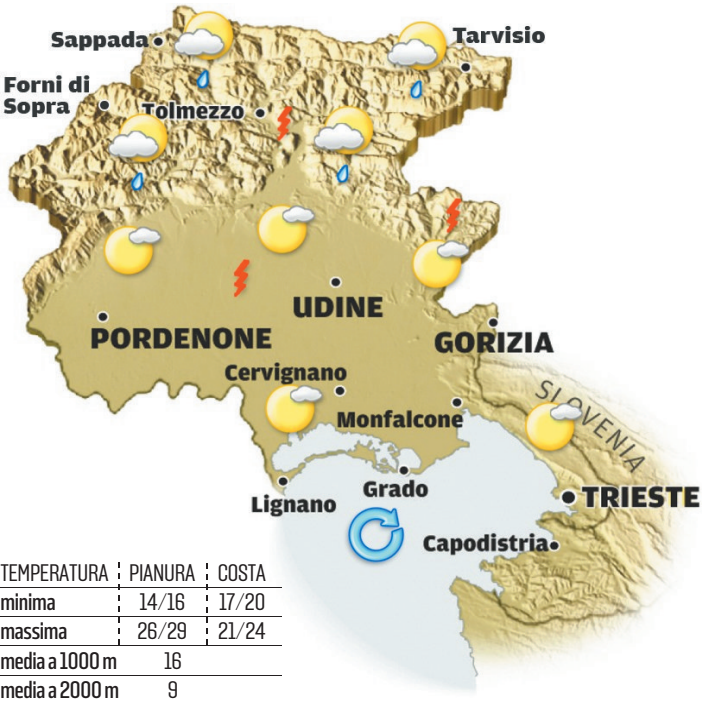 Sappada
Tarvisio
Forni di
Sopra
Tolmezzo
UDINE
PORDENONE
GORIZIA
Cervignano
SLOVENIA
Monfalcone
Grado
Lignano
TRIESTE
Capodistria
TEMPERATURA PIANURA COSTA
minima 14/16 17/20
massima 26/29 21/24
media a 1000 m 16
media a 2000 m 9